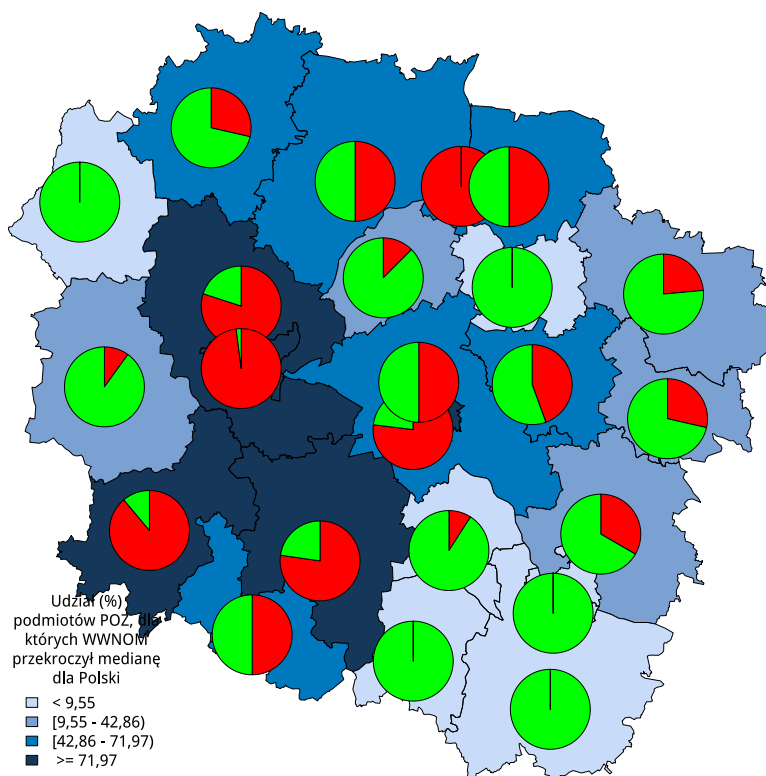 Udział (%)
podmiotów POZ, dla
których WWNOM
przekroczył medianę
dla Polski
< 9,55
[9,55 - 42,86)
[42,86 - 71,97)
>= 71,97